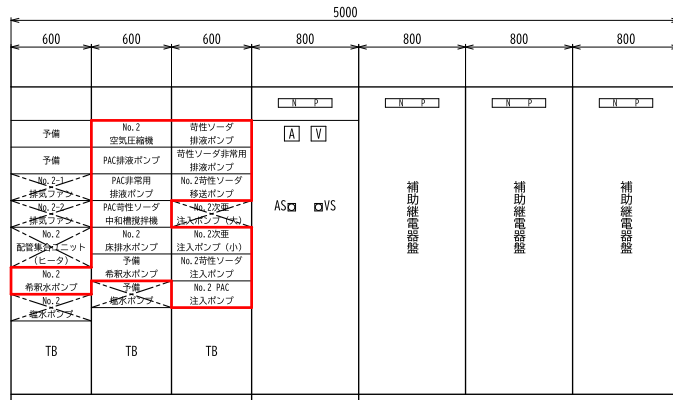 5000
600
600
600
800
800
800
800
N P
N P
N P
N P
予備
予備
No.2-1
排気ファン
No.2-2
排気ファン
No.2
配管集合ユニット
(ヒータ)
No.2
希釈水ポンプ
No.2
塩水ポンプ
TB
No.2
空気圧縮機
PAC排液ポンプ
PAC非常用
排液ポンプ
PAC苛性ソーダ
中和槽撹拌機
No.2
床排水ポンプ
予備
希釈水ポンプ
予備
塩水ポンプ
TB
苛性ソーダ
排液ポンプ
苛性ソーダ非常用
排液ポンプ
No.2苛性ソーダ
移送ポンプ
No.2次亜
注入ポンプ(大)
No.2次亜
注入ポンプ(小)
No.2苛性ソーダ
注入ポンプ
No.2 PAC
注入ポンプ
TB
A V
AS VS
補助継電器盤
補助継電器盤
補助継電器盤